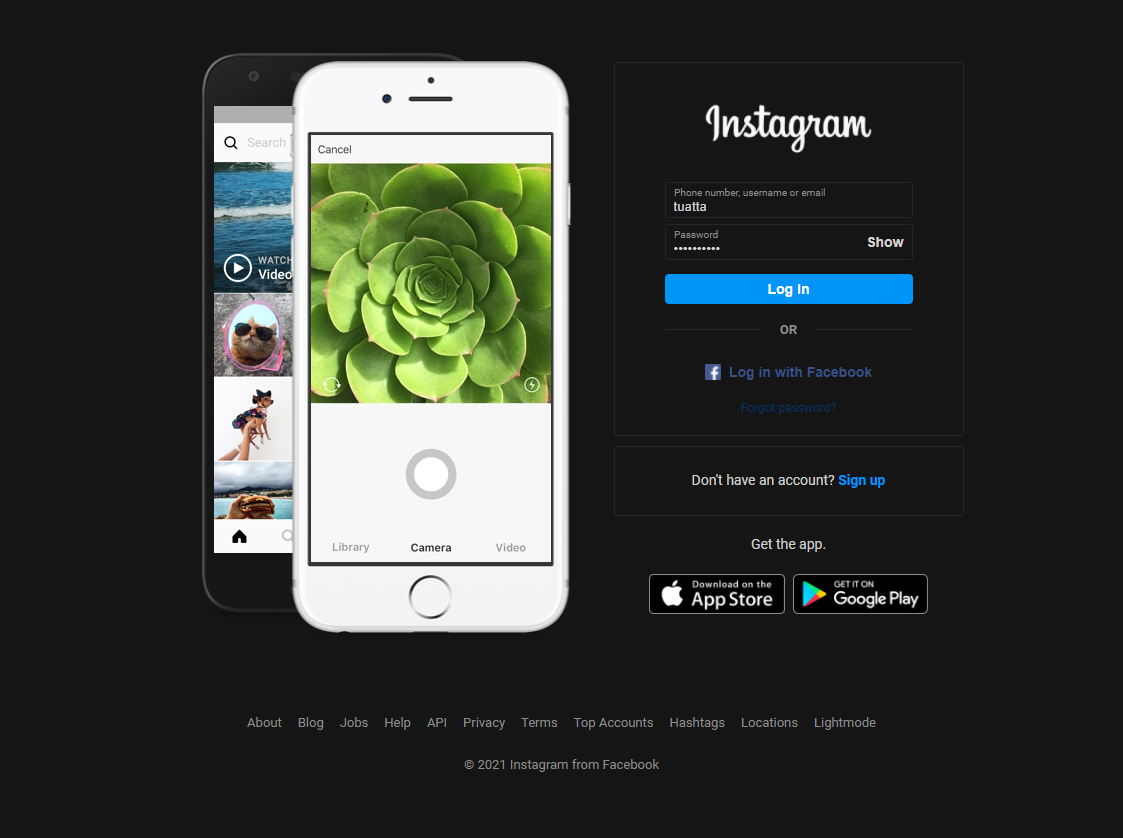 Search
WATCH
Video
Cancel
Library Camera Video
Instagram
Phone number, username or email
tuatta
Password
•••••••••• Show
Log In
OR
Log in with Facebook
Forgot password?
Don't have an account? Sign up
Get the app.
Download on the
App Store
GET IT ON
Google Play
About Blog Jobs Help API Privacy Terms Top Accounts Hashtags Locations Lightmode
© 2021 Instagram from Facebook